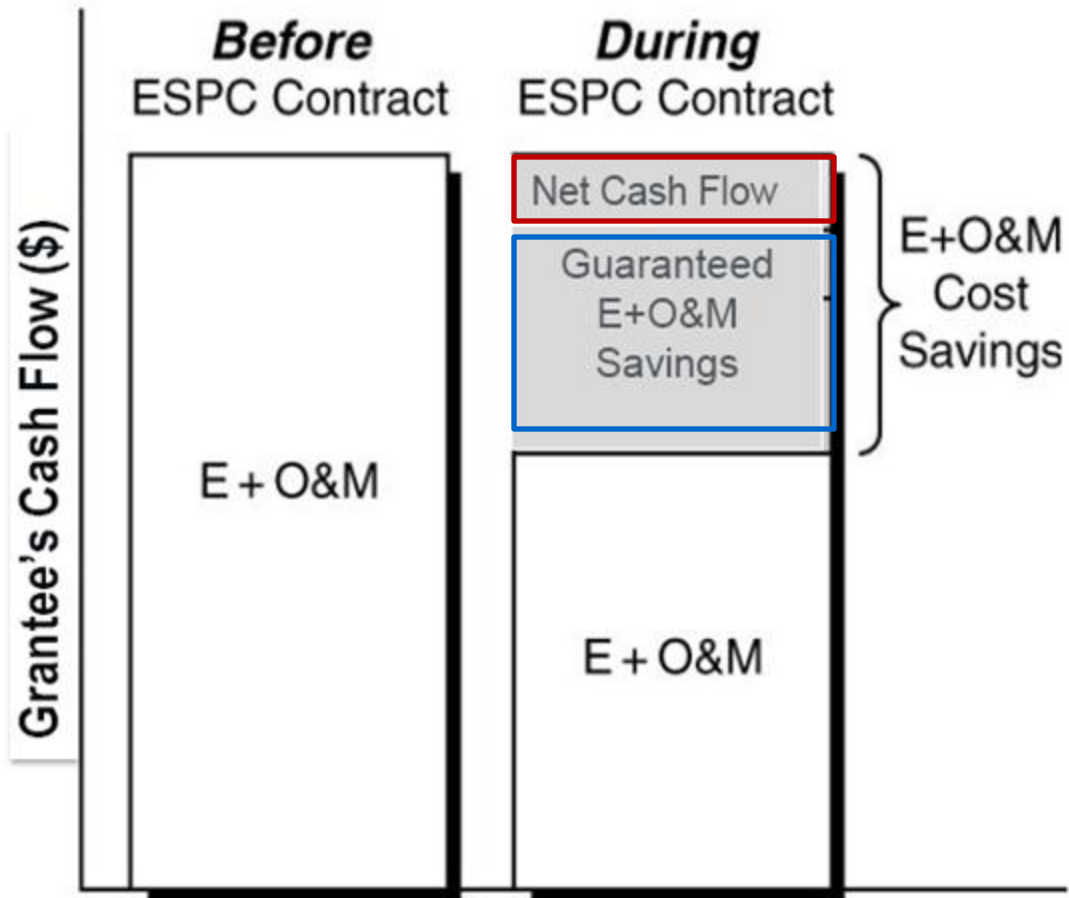 Grantee's Cash Flow ($)
Before
ESPC Contract
E + O&M
During
ESPC Contract
Net Cash Flow
Guaranteed
E+O&M
Savings
E + O&M
E+O&M
Cost
Savings